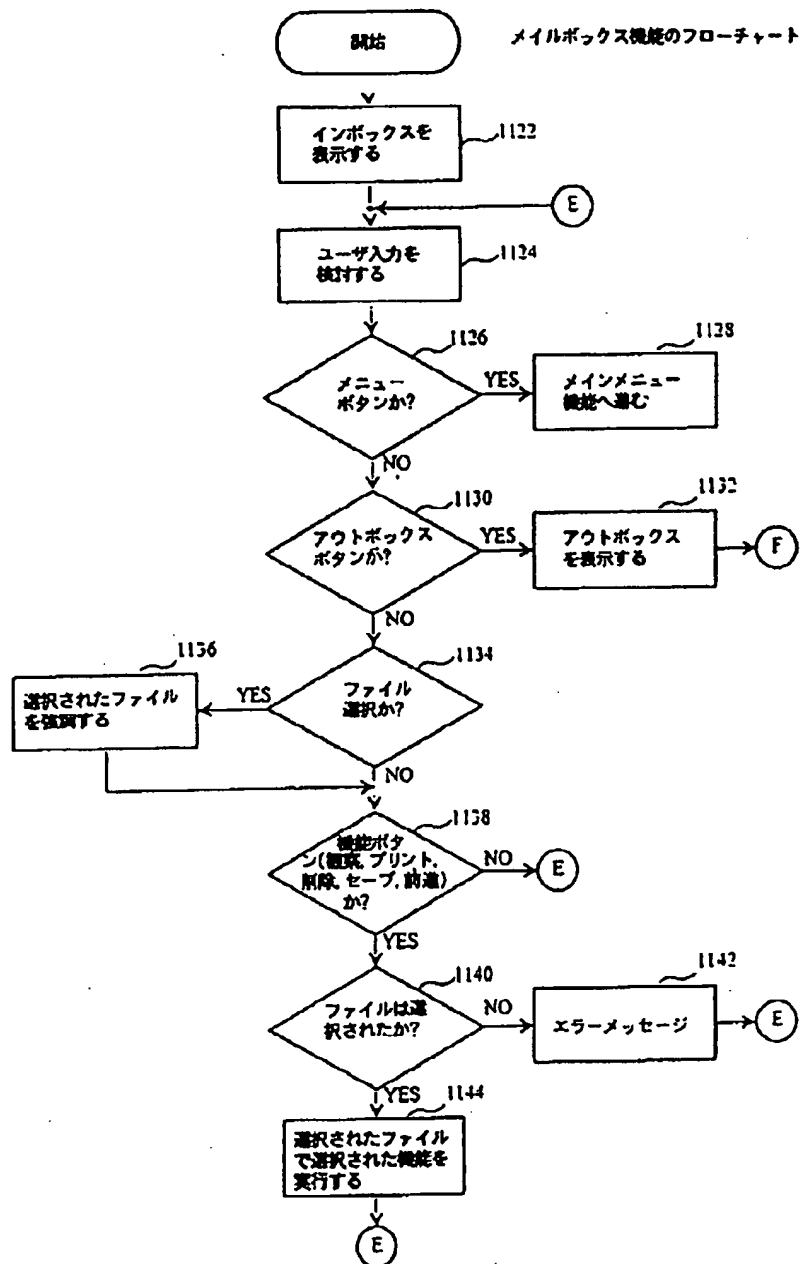 開始
メイルボックス機能のフローチャート
インボックスを
表示する
1122
E
ユーザ入力を
検討する
1124
1126
メニュー
ボタンか?
YES
1128
メインメニュー
機能へ進む
NO
1130
アウトボックス
ボタンか?
YES
1132
アウトボックス
を表示する
F
NO
1136
選択されたファイル
を強調する
YES
1134
ファイル
選択か?
NO
1138
機能ボタ
ン(観察, プリント,
削除, セーブ, 前進)
か?
NO
E
YES
1140
ファイルは選
択されたか?
NO
1142
エラーメッセージ
E
YES
1144
選択されたファイル
で選択された機能を
実行する
E